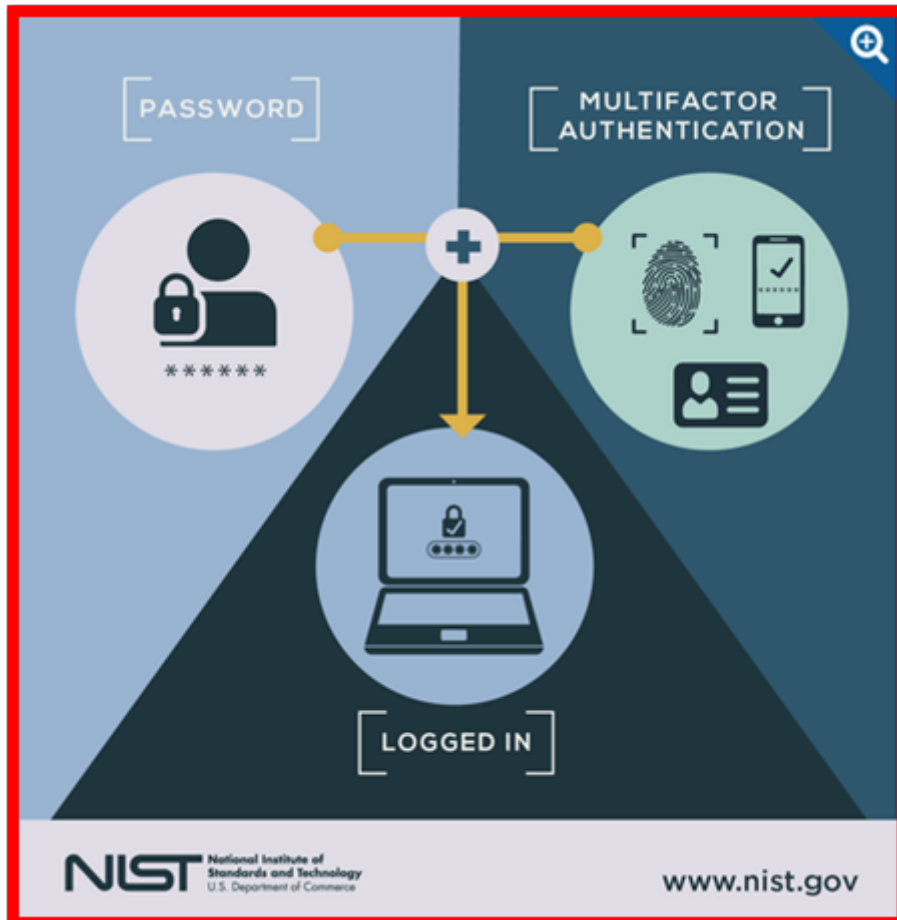 PASSWORD
MULTIFACTOR
AUTHENTICATION
******
LOGGED IN
NIST
National Institute of
Standards and Technology
U.S. Department of Commerce
www.nist.gov